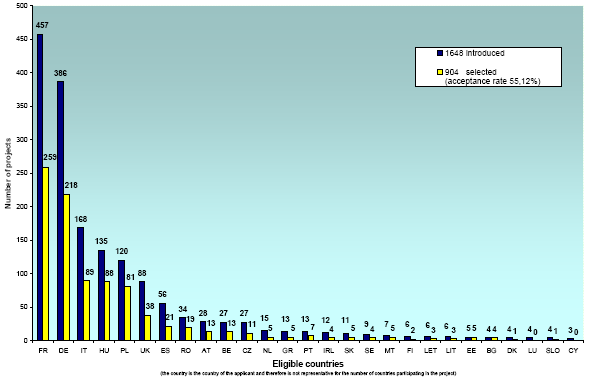 500
450
400
350
300
250
200
150
100
50
0
Number of projects
1648 introduced
904 selected
(acceptance rate 55,12%)
457 259 386 218 168 89 135 88 120 81 88 38 56 21 34 19 28 13 27 13 27 11 15 5 13 5 13 7 12 4 11 5 9 4 7 5 6 2 6 3 6 3 5 5 4 4 4 1 4 0 4 1 3 0
FR DE IT HU PL UK ES RO AT BE CZ NL GR PT IRL SK SE MT FI LET LIT EE BG DK LU SLO CY
Eligible countries
(the country is the country of the applicant and therefore is not representative for the number of countries participating in the project)